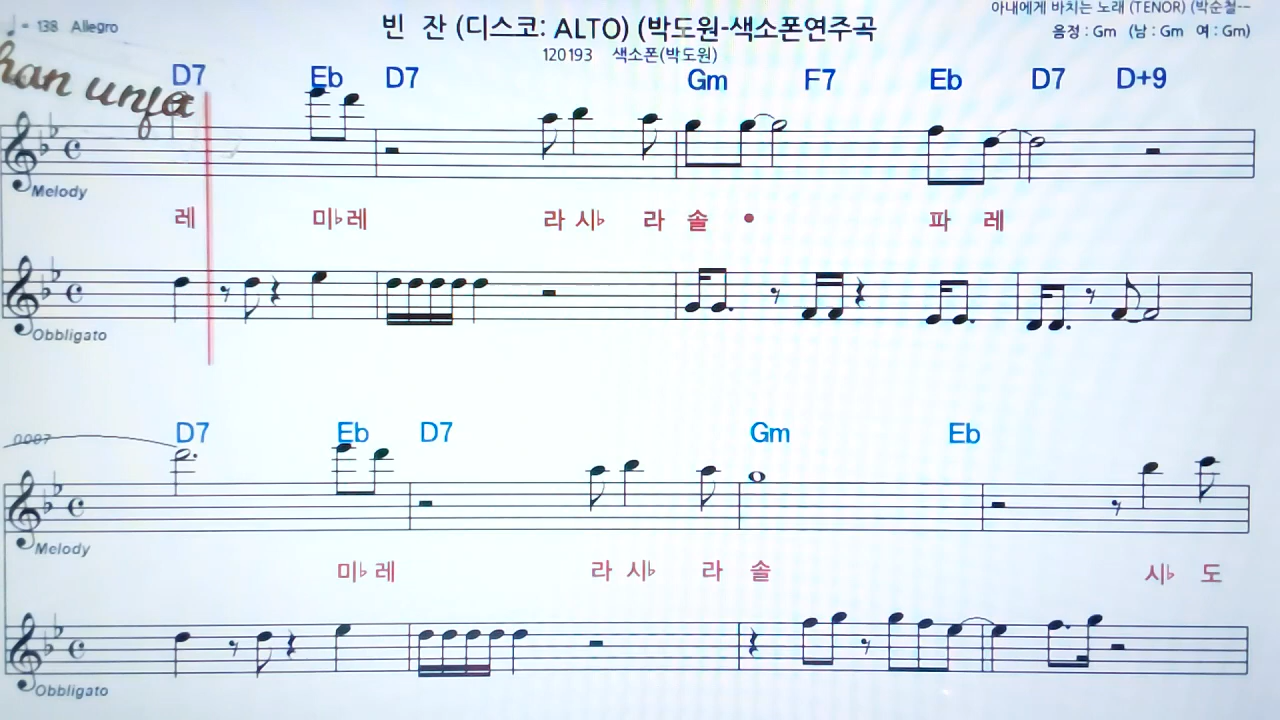 ♩ = 138 Allegro
빈 잔 (디스코: ALTO) (박도원-색소폰연주곡
아내에게 바치는 노래 (TENOR) (박순철--
120193 색소폰(박도원)
음정 : Gm (남 : Gm 여 : Gm)
D7 Eb D7 Gm F7 Eb D7 D+9
Melody
레 미♭ 레 라 시♭ 라 솔 • 파 레
Obbligato
D7 Eb D7 Gm Eb
Melody
미♭ 레 라 시♭ 라 솔 시♭ 도
Obbligato